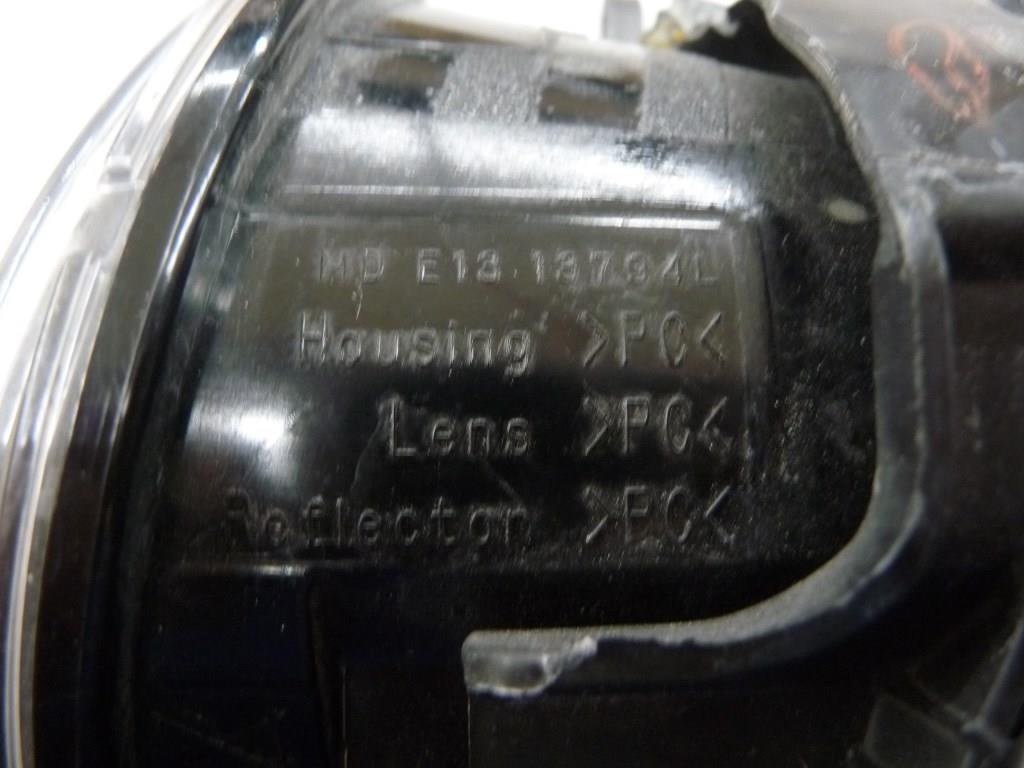 MD E13 13794L
Housing >PC<
Lens >PC<
Reflector >PC<